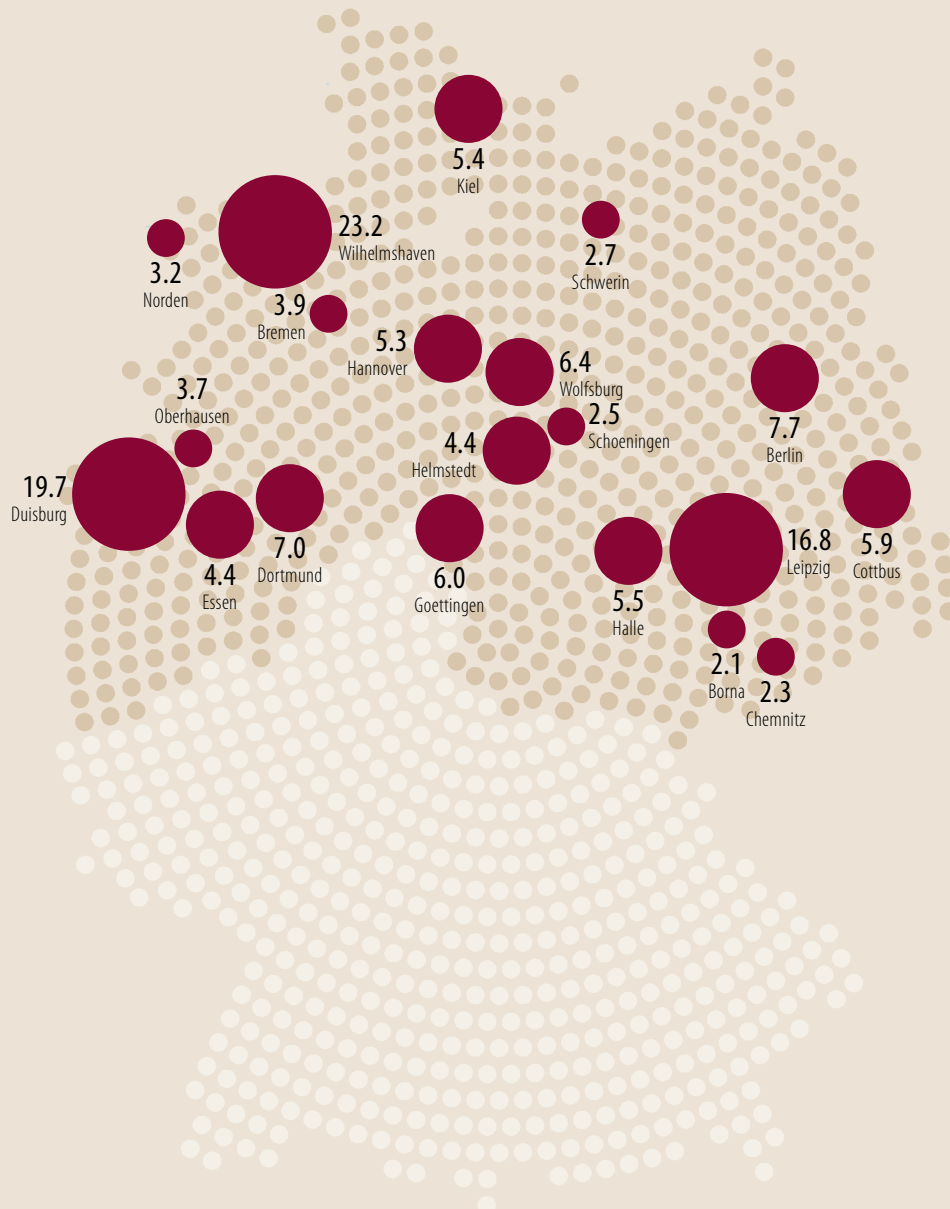 5.4
Kiel
23.2
Wilhelmshaven
2.7
Schwerin
3.2
Norden
3.9
Bremen
5.3
Hannover
6.4
Wolfsburg
3.7
Oberhausen
2.5
Schoeningen
7.7
Berlin
4.4
Helmstedt
19.7
Duisburg
7.0
Dortmund
4.4
Essen
6.0
Goettingen
5.5
Halle
16.8
Leipzig
5.9
Cottbus
2.1
Borna
2.3
Chemnitz